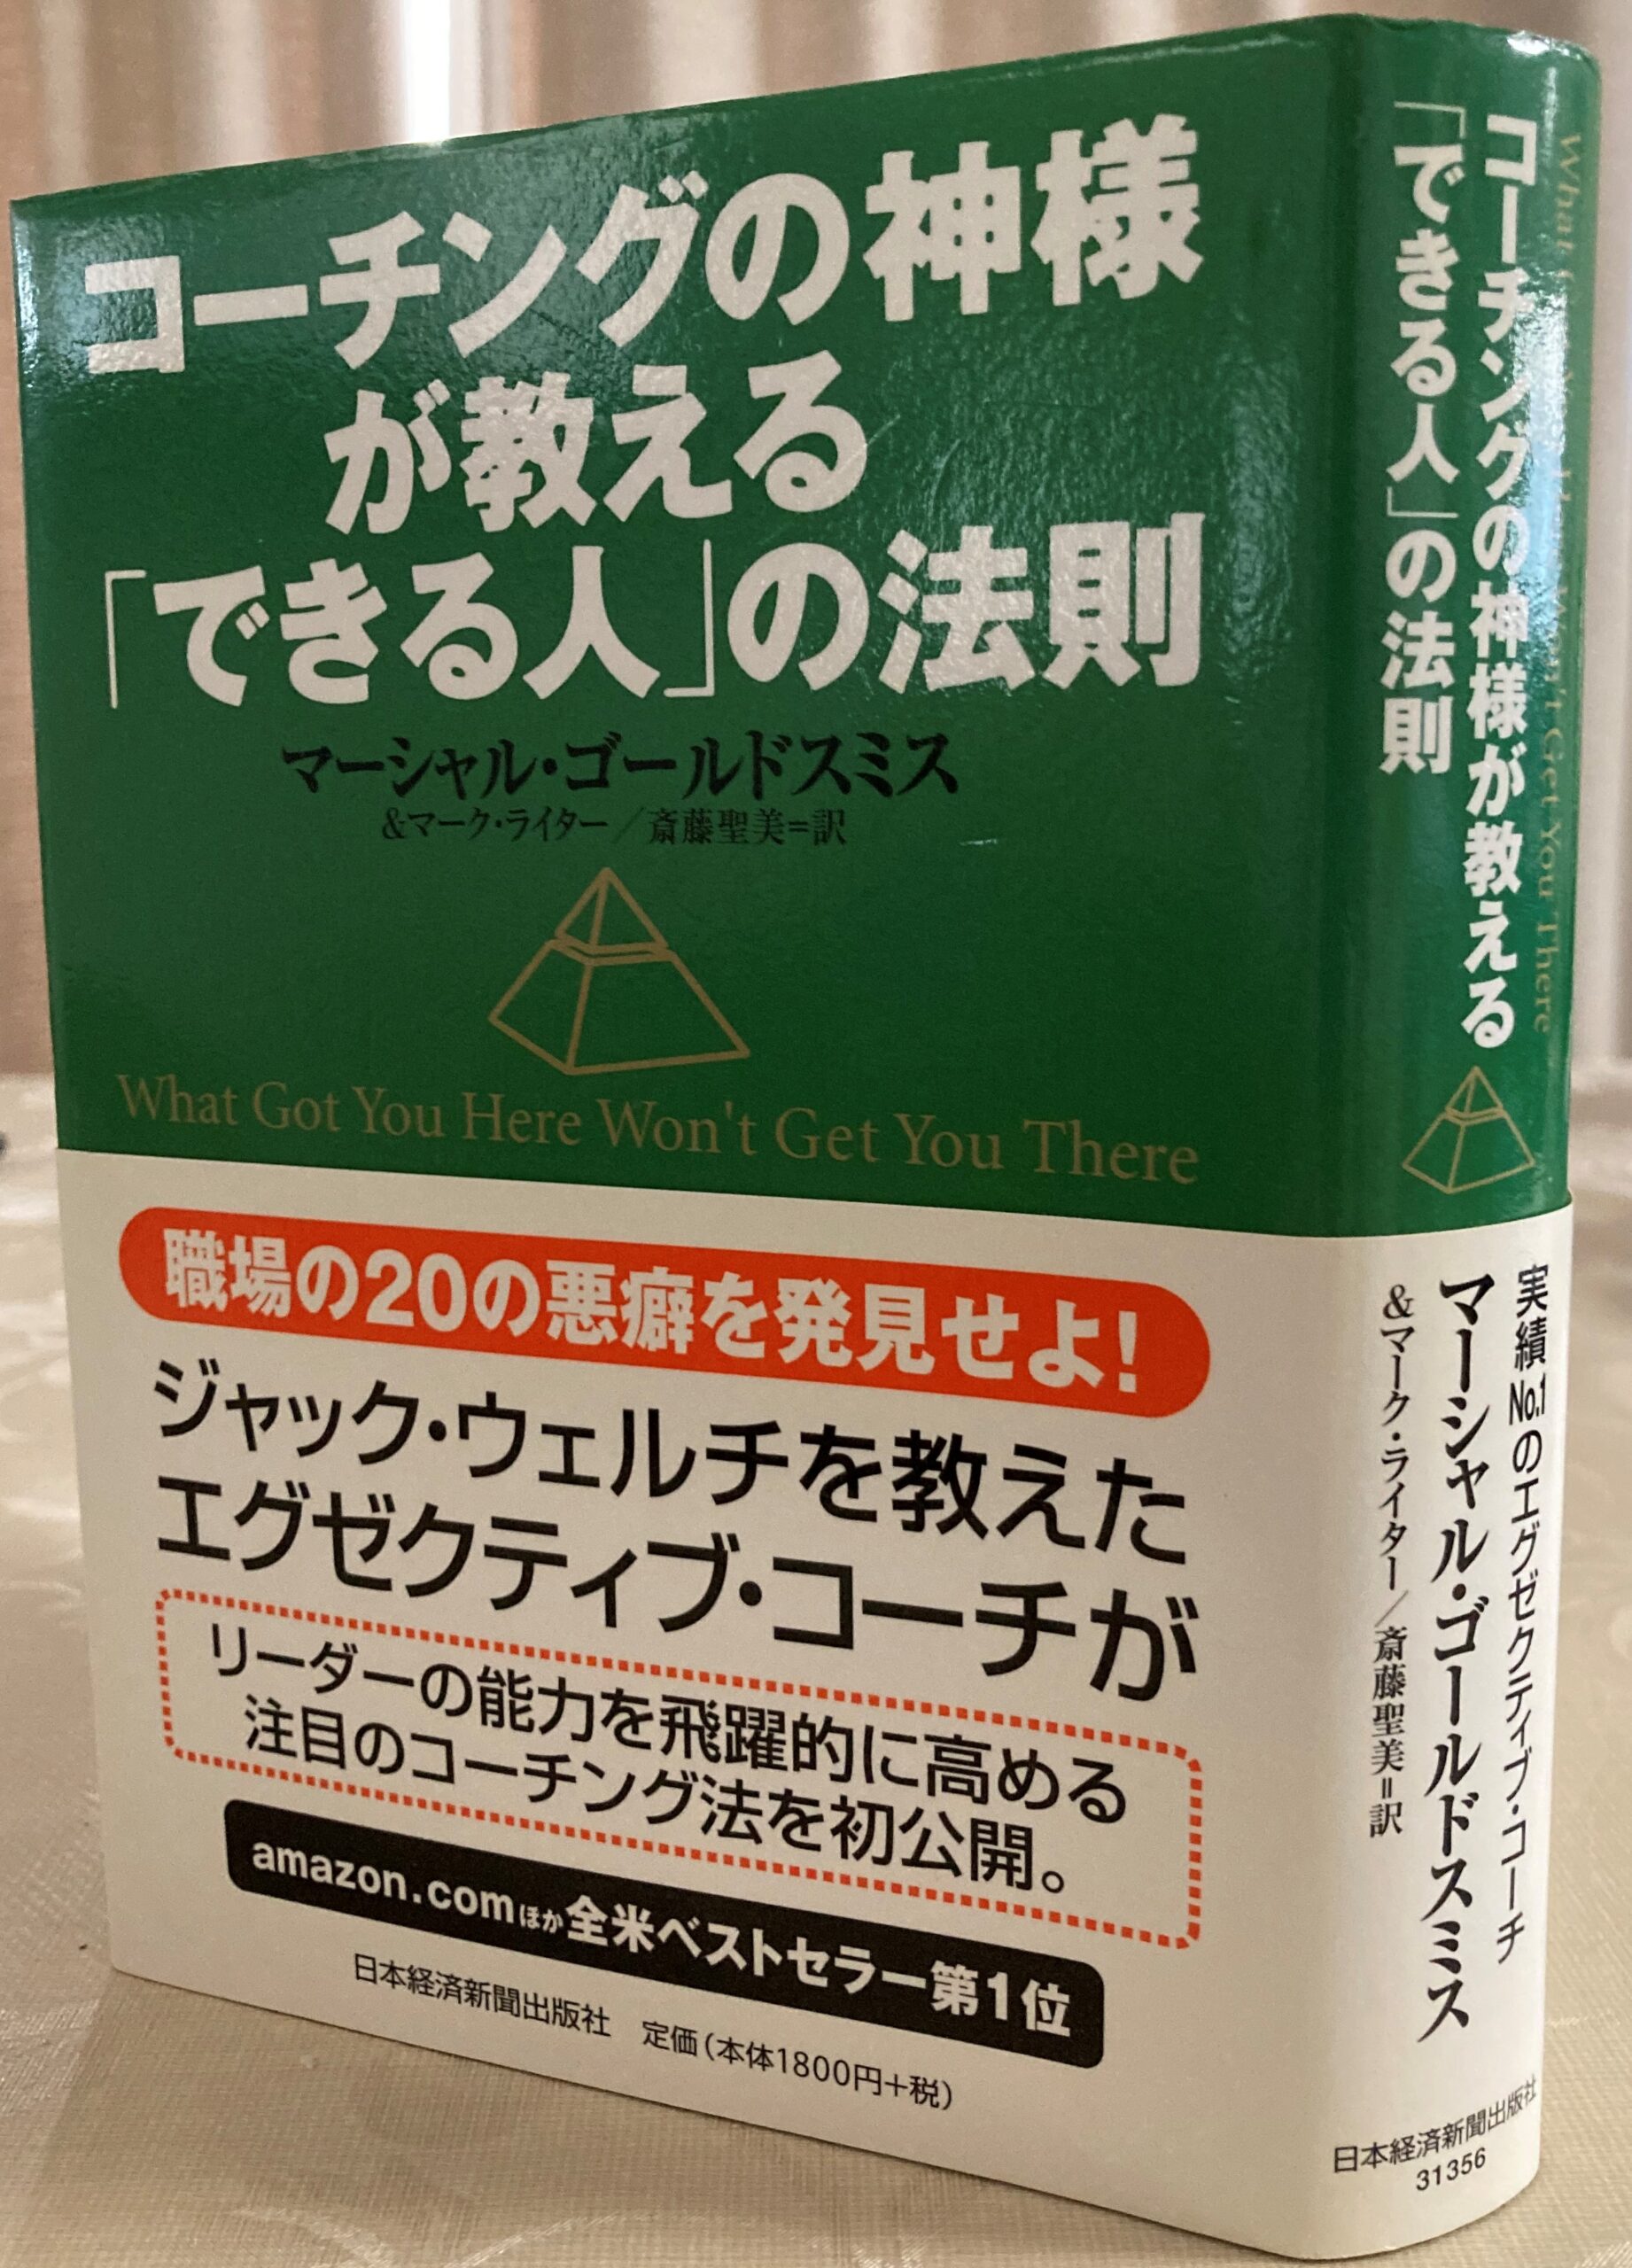 コーチングの神様
が教える
「できる人」の法則
マーシャル・ゴールドスミス
&マーク・ライター/斎藤聖美=訳
What Got You Here Won't Get You There
職場の20の悪癖を発見せよ!
ジャック・ウェルチを教えた
エグゼクティブ・コーチが
リーダーの能力を飛躍的に高める
注目のコーチング法を初公開。
amazon.comほか全米ベストセラー第1位
日本経済新聞出版社 定価(本体1800円+税)
What Got You Here Won't Get You There
コーチングの神様が教える
「できる人」の法則
実績No.1のエグゼクティブ・コーチ
マーシャル・ゴールドスミス
&マーク・ライター/斎藤聖美=訳
日本経済新聞出版社
31356